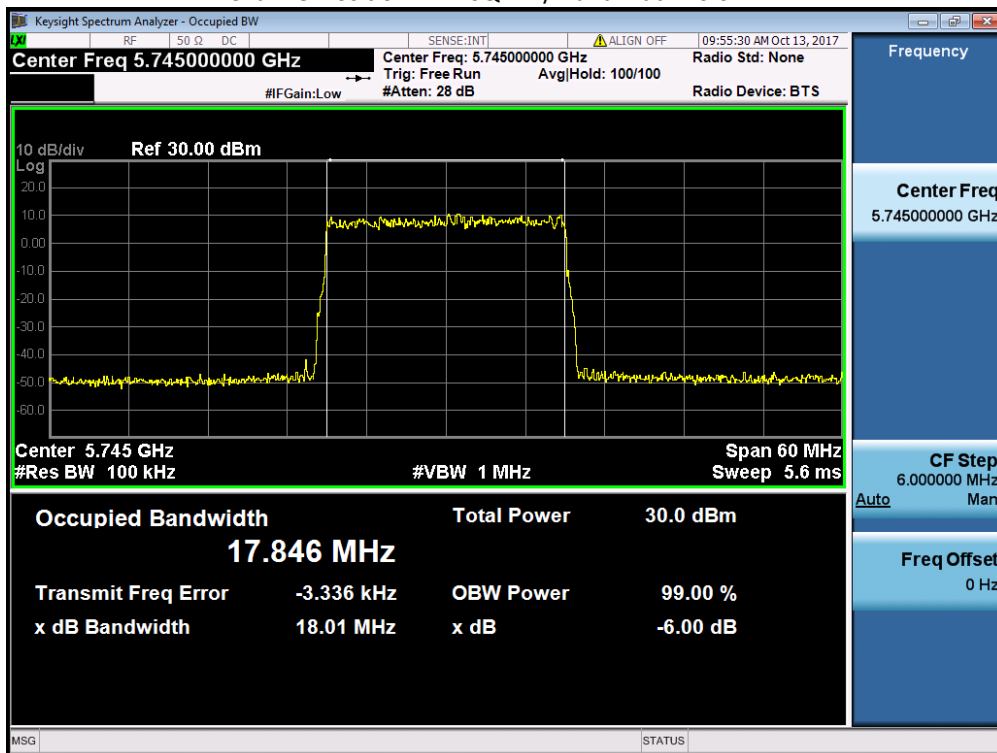 Keysight Spectrum Analyzer - Occupied BW
LXI RF 50 Ω DC SENSE:INT ALIGN OFF 09:55:30 AM Oct 13, 2017
Center Freq 5.745000000 GHz
Center Freq: 5.745000000 GHz Radio Std: None
Trig: Free Run Avg|Hold: 100/100
#IFGain:Low #Atten: 28 dB Radio Device: BTS
10 dB/div Ref 30.00 dBm
Log
20.0
10.0
0.00
-10.0
-20.0
-30.0
-40.0
-50.0
-60.0
Center 5.745 GHz Span 60 MHz
#Res BW 100 kHz #VBW 1 MHz Sweep 5.6 ms
Occupied Bandwidth Total Power 30.0 dBm
17.846 MHz
Transmit Freq Error -3.336 kHz OBW Power 99.00 %
x dB Bandwidth 18.01 MHz x dB -6.00 dB
MSG STATUS
Frequency
Center Freq
5.745000000 GHz
CF Step
6.000000 MHz
Auto Man
Freq Offset
0 Hz